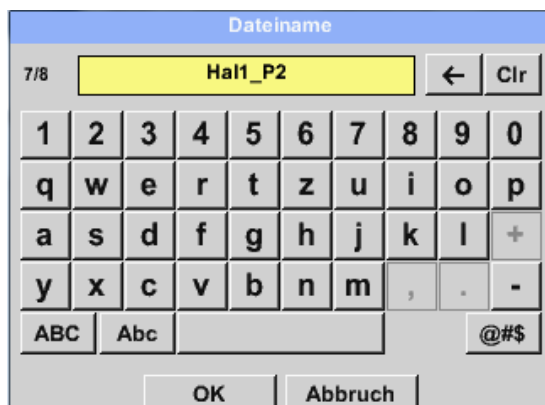 Dateiname
7/8 Hal1_P2 ← Clr
1 2 3 4 5 6 7 8 9 0
q w e r t z u i o p
a s d f g h j k l +
y x c v b n m , . -
ABC Abc @#$
OK Abbruch